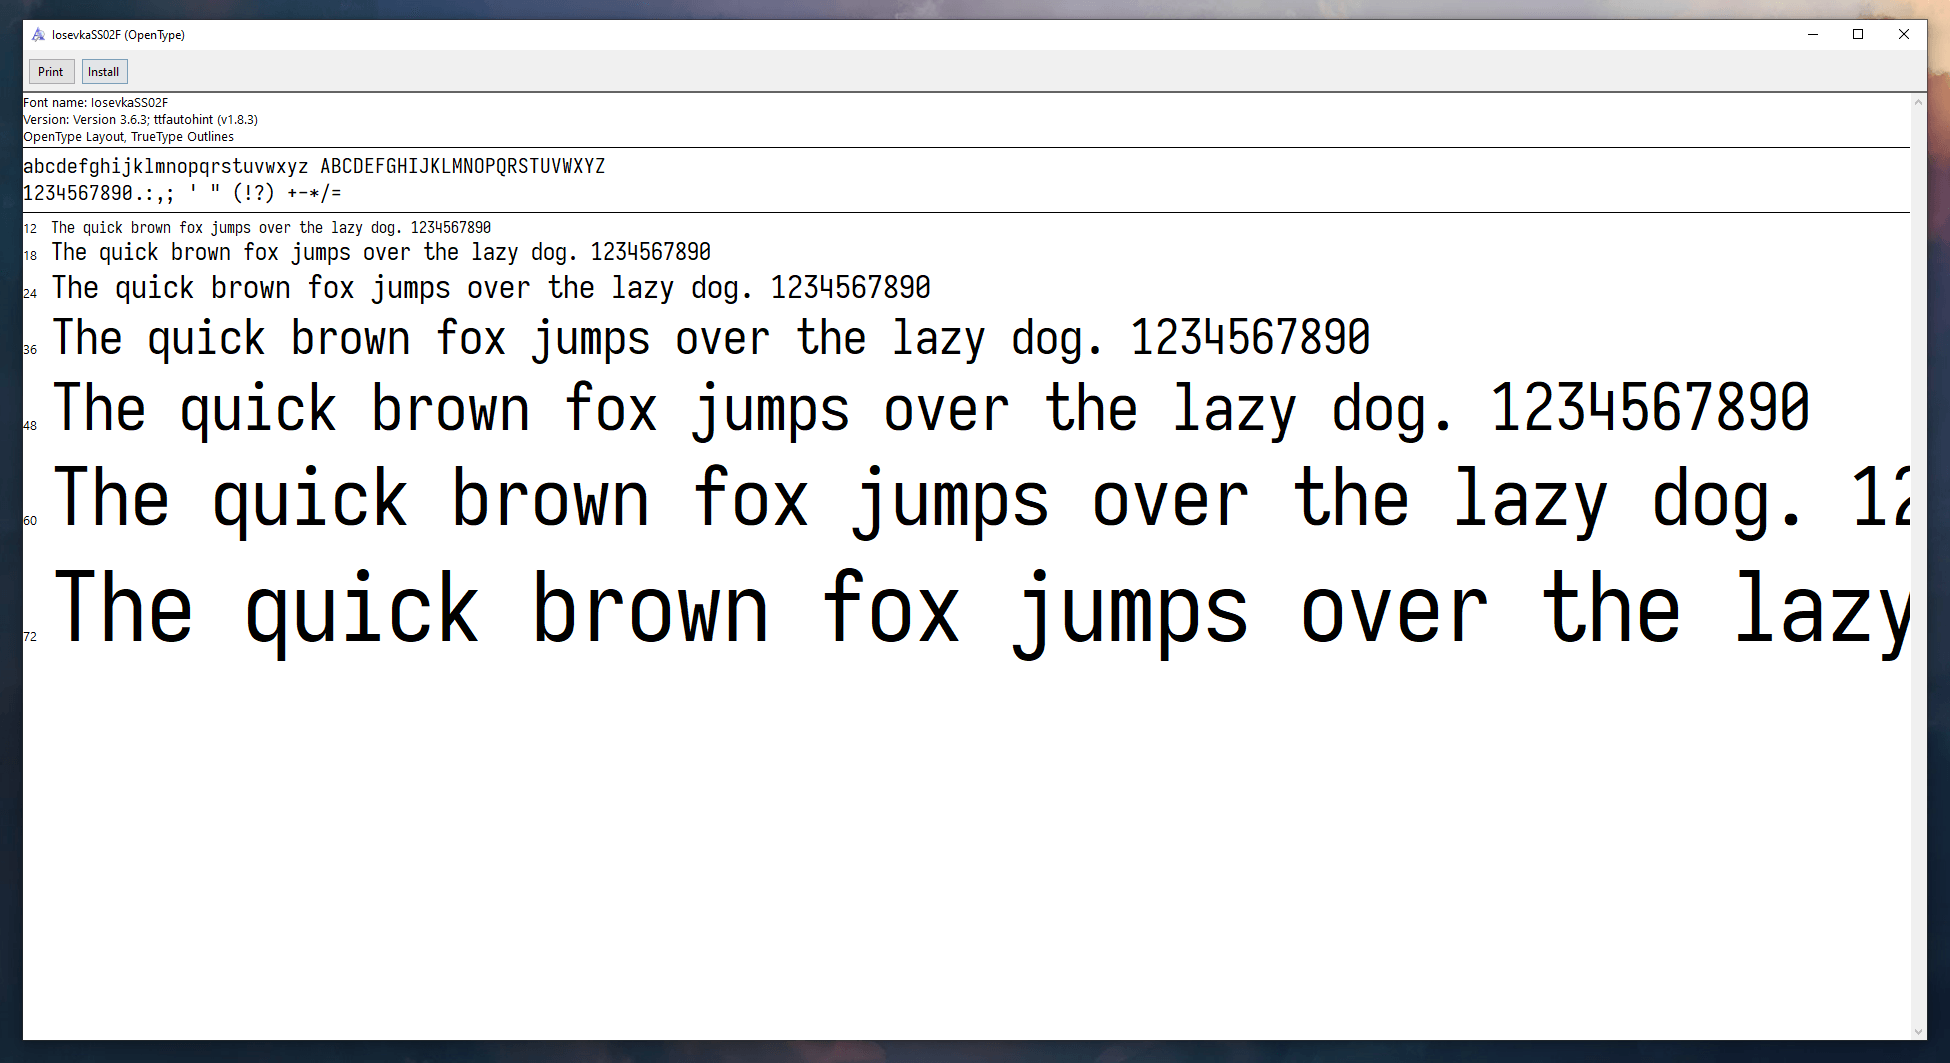 IosevkaSS02F (OpenType)
Print Install
Font name: IosevkaSS02F
Version: Version 3.6.3; ttfautohint (v1.8.3)
OpenType Layout, TrueType Outlines
abcdefghijklmnopqrstuvwxyz ABCDEFGHIJKLMNOPQRSTUVWXYZ
1234567890.:,; ' " (!?) +-*/=
12 The quick brown fox jumps over the lazy dog. 1234567890
18 The quick brown fox jumps over the lazy dog. 1234567890
24 The quick brown fox jumps over the lazy dog. 1234567890
36 The quick brown fox jumps over the lazy dog. 1234567890
48 The quick brown fox jumps over the lazy dog. 1234567890
60 The quick brown fox jumps over the lazy dog. 12
72 The quick brown fox jumps over the lazy